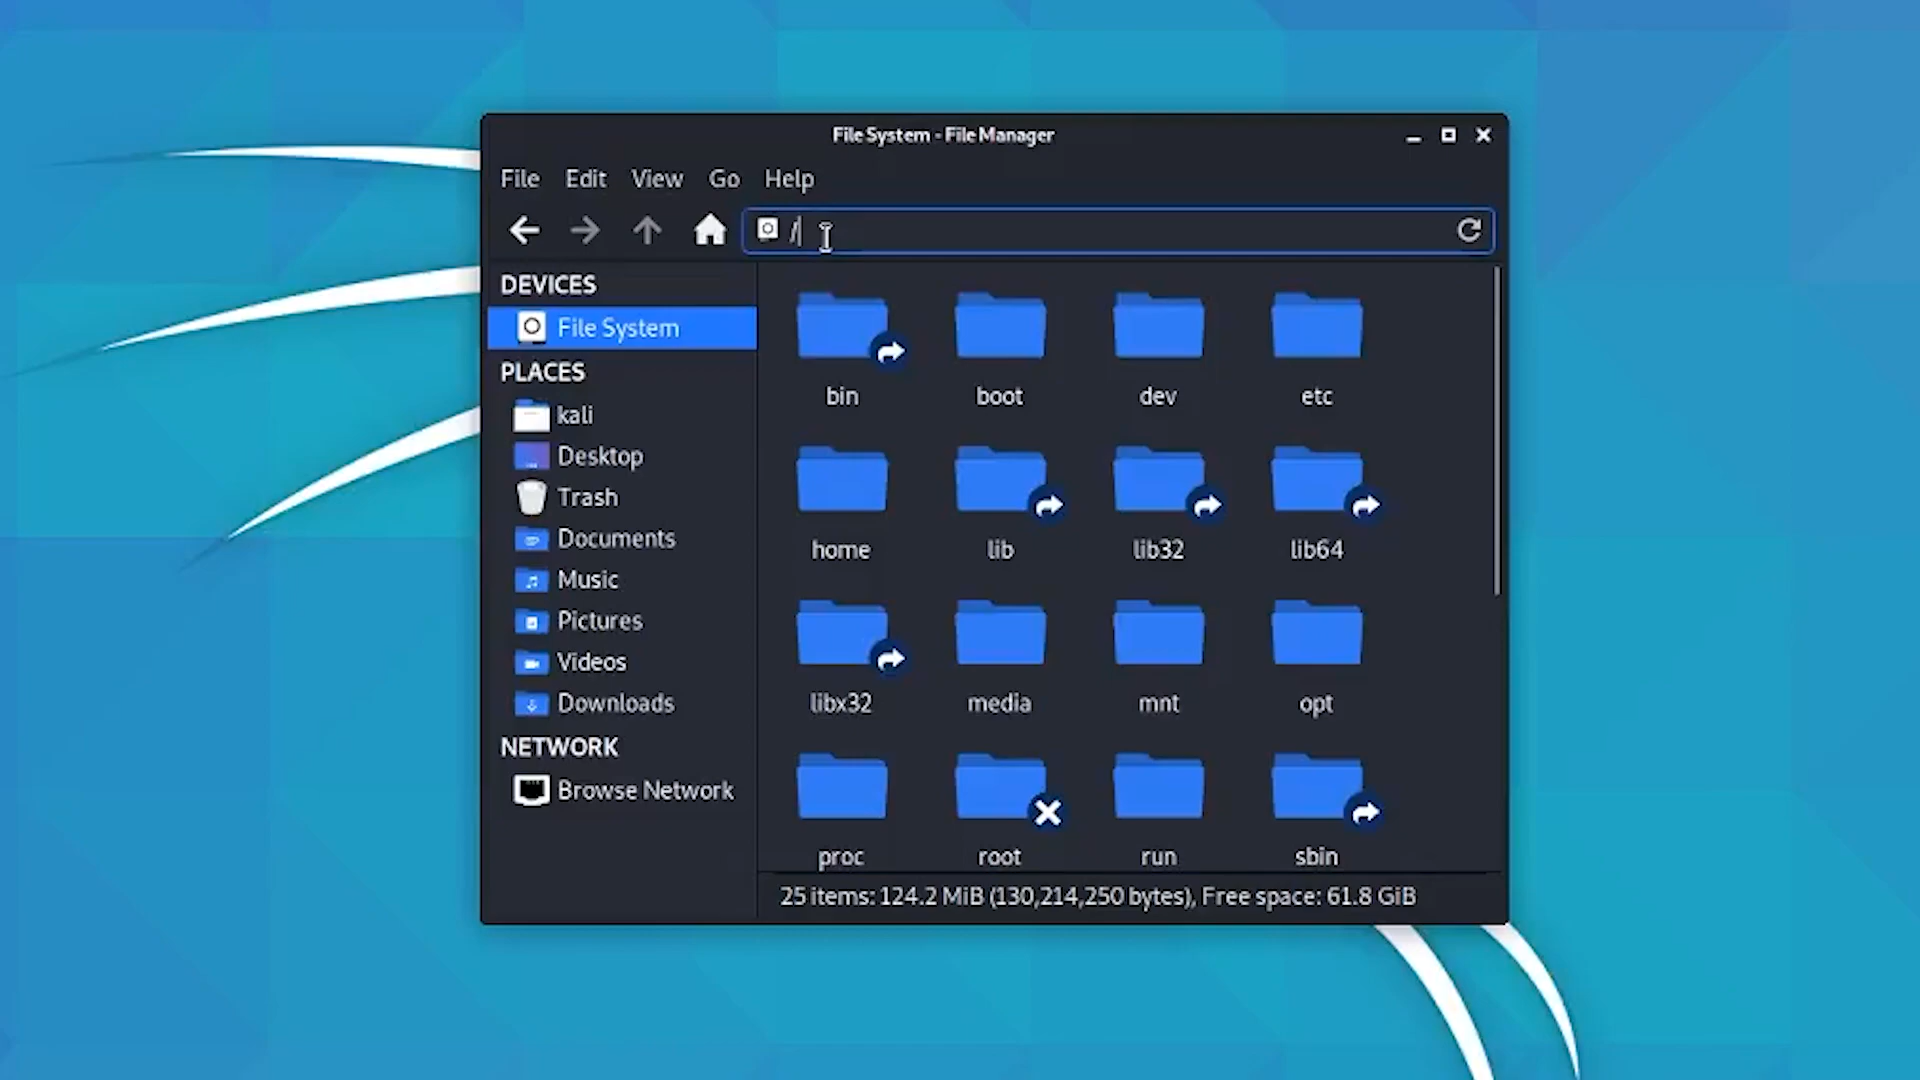 File System - File Manager
File Edit View Go Help
/
DEVICES
File System
PLACES
kali
Desktop
Trash
Documents
Music
Pictures
Videos
Downloads
NETWORK
Browse Network
bin boot dev etc
home lib lib32 lib64
libx32 media mnt opt
proc root run sbin
25 items: 124.2 MiB (130,214,250 bytes), Free space: 61.8 GiB